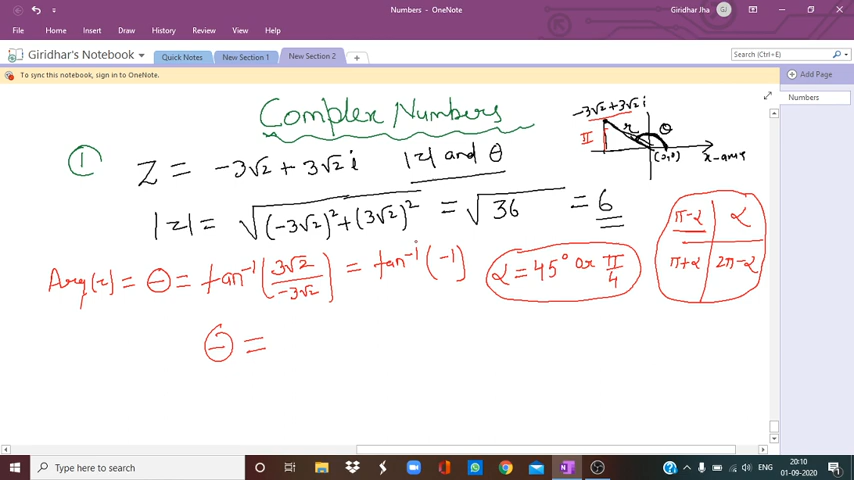 Numbers - OneNote
Giridhar Jha
GJ
File Home Insert Draw History Review View Help
Giridhar's Notebook
Quick Notes
New Section 1
New Section 2
Search (Ctrl+E)
To sync this notebook, sign in to OneNote.
Add Page
Numbers
Complex Numbers
-3√2+3√2 i
II
r
θ
(0,0)
x-axis
①
Z = -3√2 + 3√2 i |z| and θ
|z| = √(-3√2)²+(3√2)² = √36 = 6
π-α α
π+α 2π-α
Arg(z) = θ = tan⁻¹(3√2/-3√2) = tan⁻¹(-1)
α = 45° or π/4
θ =
Type here to search
ENG
20:10
01-09-2020